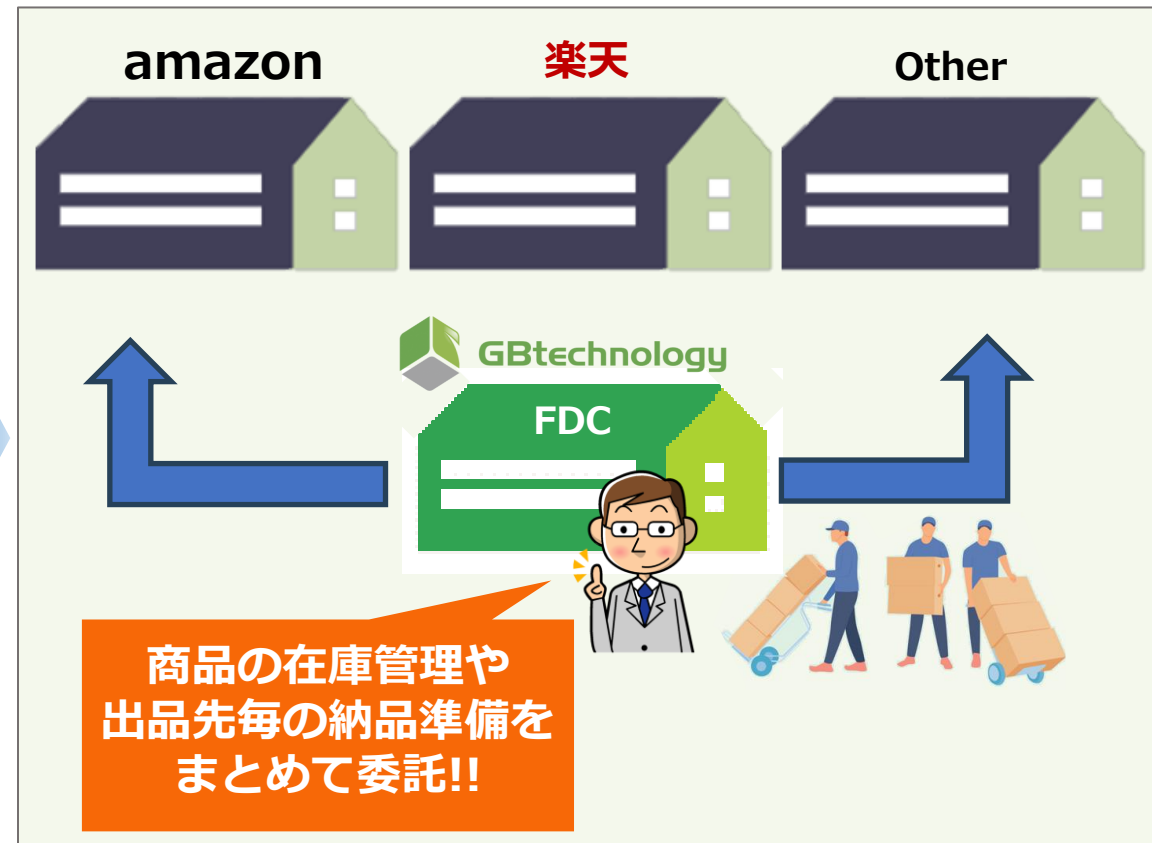 amazon
楽天
Other
GBtechnology
FDC
商品の在庫管理や
出品先毎の納品準備を
まとめて委託!!